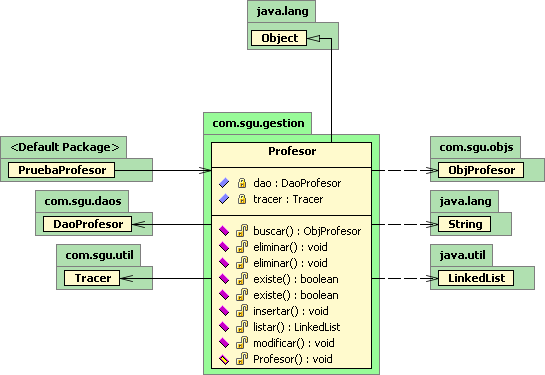 java.lang
Object
com.sgu.gestion
Profesor
dao : DaoProfesor
tracer : Tracer
buscar() : ObjProfesor
eliminar() : void
eliminar() : void
existe() : boolean
existe() : boolean
insertar() : void
listar() : LinkedList
modificar() : void
Profesor() : void
<Default Package>
PruebaProfesor
com.sgu.daos
DaoProfesor
com.sgu.util
Tracer
com.sgu.objs
ObjProfesor
java.lang
String
java.util
LinkedList